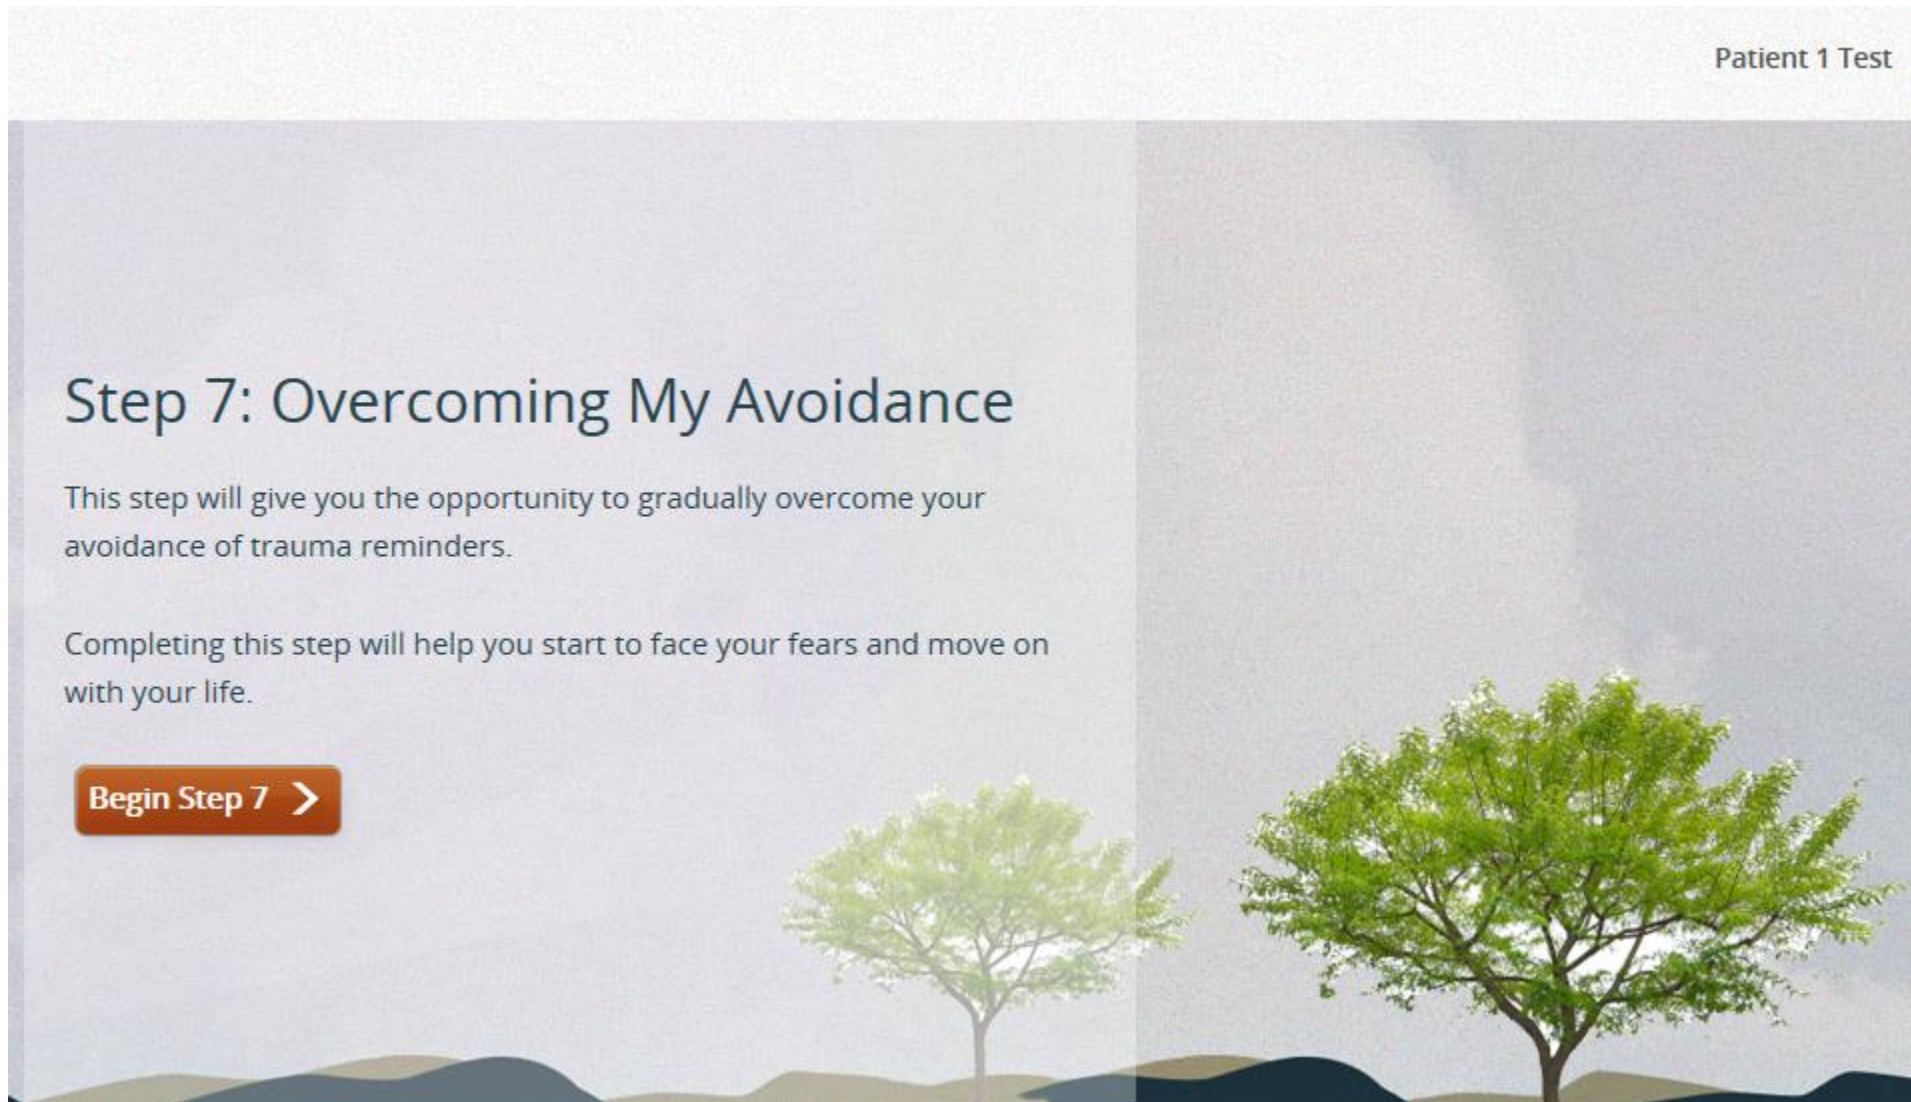 Patient 1 Test
Step 7: Overcoming My Avoidance
This step will give you the opportunity to gradually overcome your
avoidance of trauma reminders.
Completing this step will help you start to face your fears and move on
with your life.
Begin Step 7